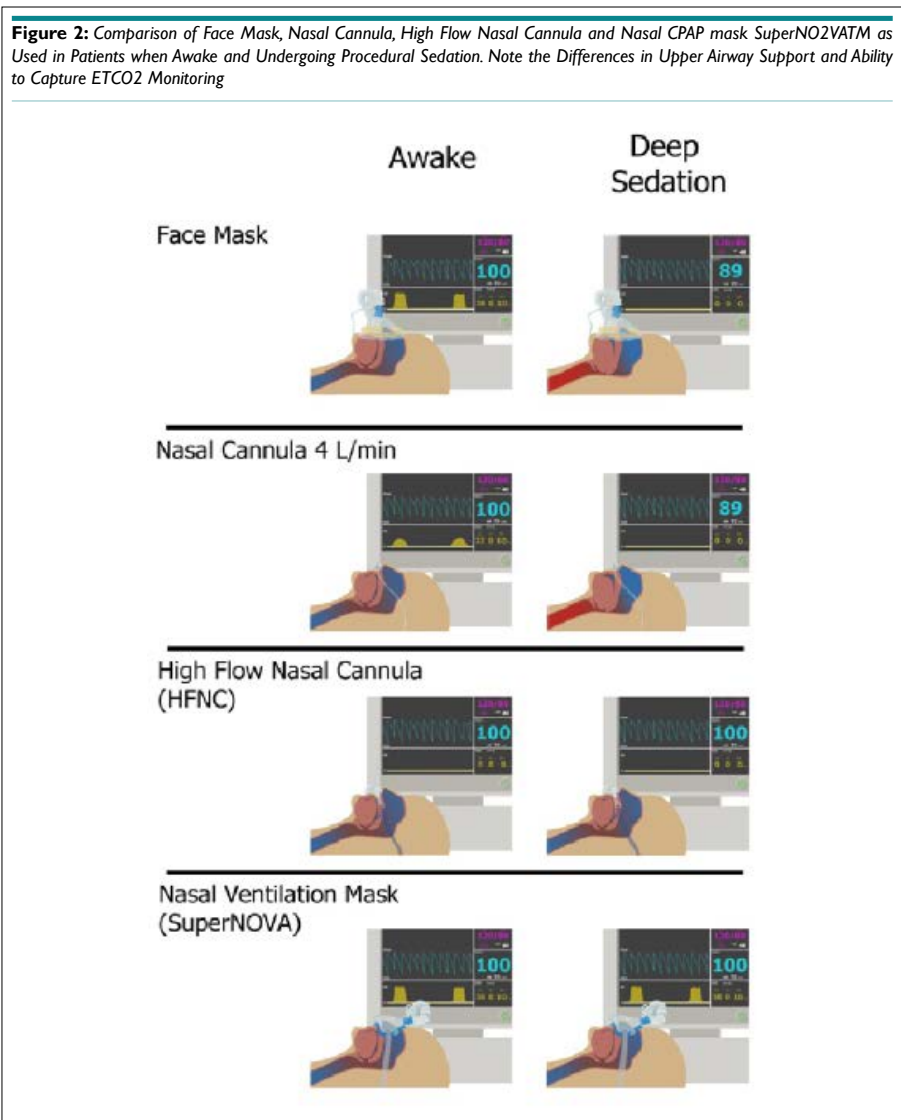 Figure 2: Comparison of Face Mask, Nasal Cannula, High Flow Nasal Cannula and Nasal CPAP mask SuperNO2VATM as
Used in Patients when Awake and Undergoing Procedural Sedation. Note the Differences in Upper Airway Support and Ability
to Capture ETCO2 Monitoring
Awake
Deep
Sedation
Face Mask
100
89
Nasal Cannula 4 L/min
100
89
High Flow Nasal Cannula
(HFNC)
100
100
Nasal Ventilation Mask
(SuperNOVA)
100
100